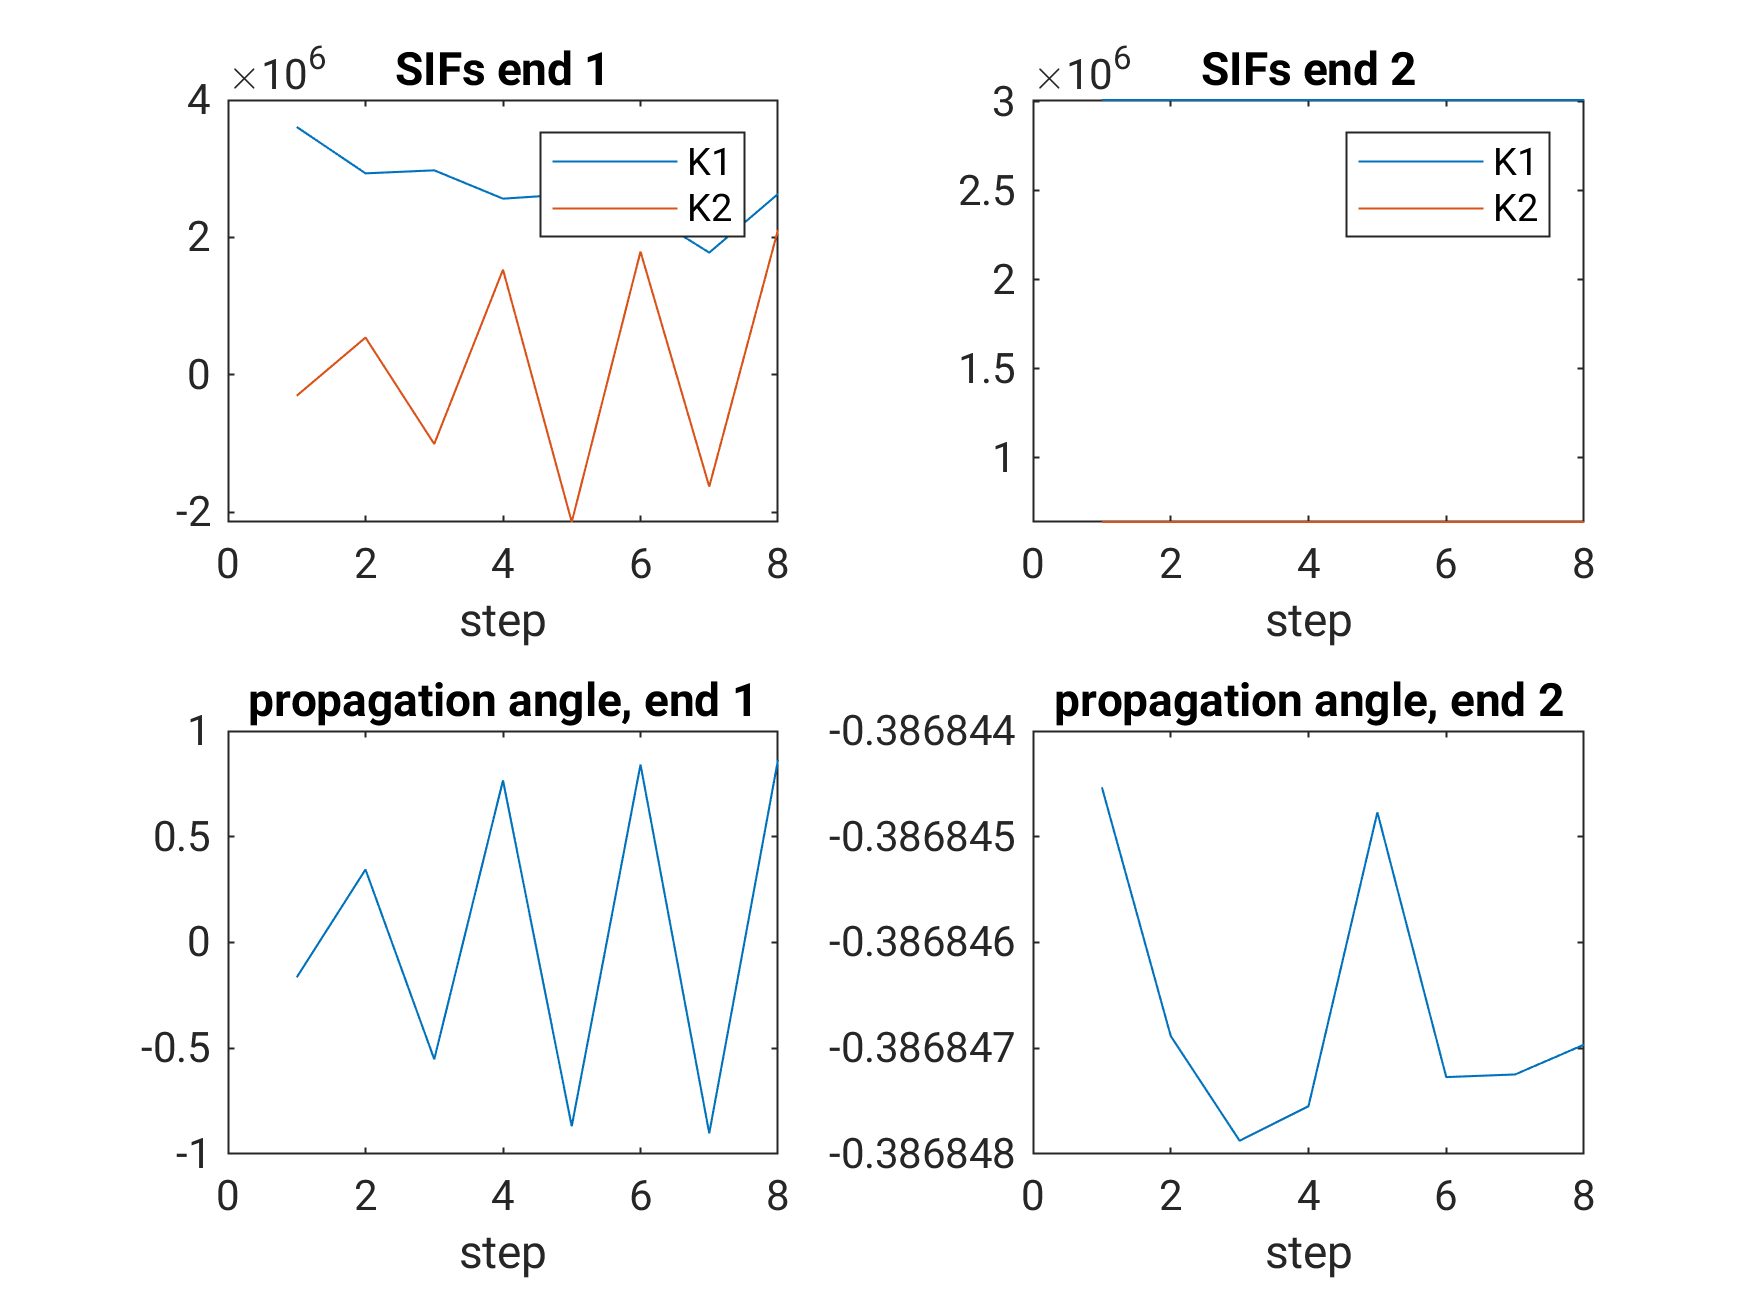 ×10^6 SIFs end 1
4
2
0
-2
K1
K2
0 2 4 6 8
step
×10^6 SIFs end 2
3
2.5
2
1.5
1
K1
K2
0 2 4 6 8
step
propagation angle, end 1
1
0.5
0
-0.5
-1
0 2 4 6 8
step
propagation angle, end 2
-0.386844
-0.386845
-0.386846
-0.386847
-0.386848
0 2 4 6 8
step